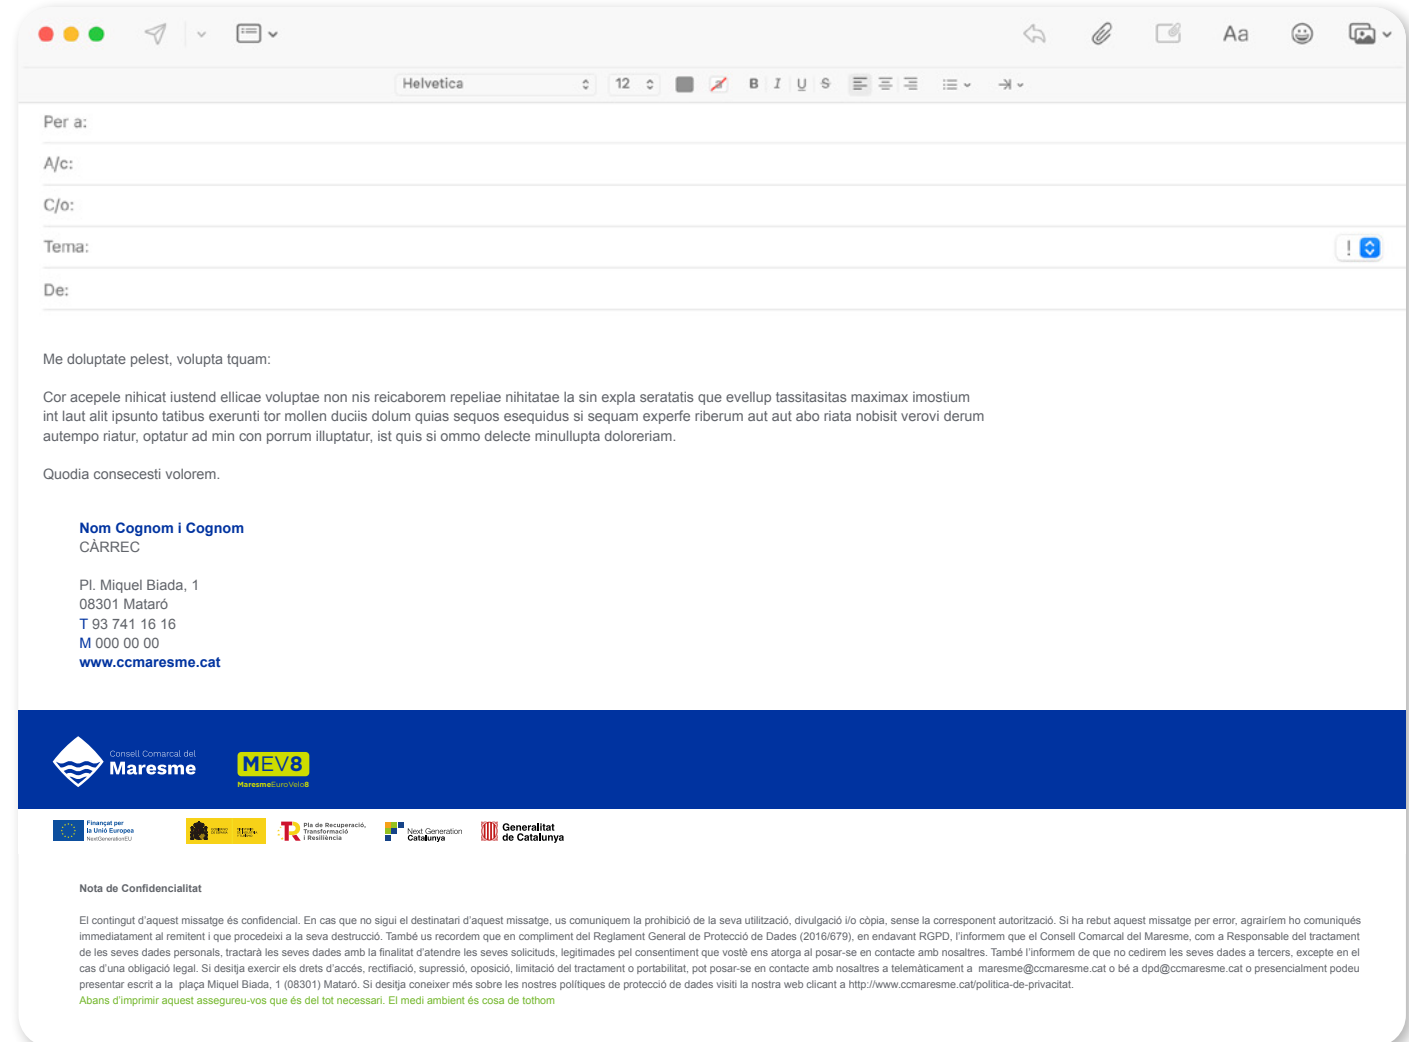 Aa
Helvetica
12
B I U S
Per a:
A/c:
C/o:
Tema:
!
De:
Me doluptate pelest, volupta tquam:
Cor acepele nihicat iustend ellicae voluptae non nis reicaborem repeliae nihitatae la sin expla seratatis que evellup tassitasitas maximax imostium
int laut alit ipsunto tatibus exerunti tor mollen duciis dolum quias sequos esequidus si sequam experfe riberum aut aut abo riata nobisit verovi derum
autempo riatur, optatur ad min con porrum illuptatur, ist quis si ommo delecte minullupta doloreriam.
Quodia consecesti volorem.
Nom Cognom i Cognom
CÀRREC
Pl. Miquel Biada, 1
08301 Mataró
T 93 741 16 16
M 000 00 00
www.ccmaresme.cat
Consell Comarcal del
Maresme
MEV8
MaresmeEuroVelo8
Finançat per
la Unió Europea
NextGenerationEU
Pla de Recuperació,
Transformació
i Resiliència
Next Generation
Catalunya
Generalitat
de Catalunya
Nota de Confidencialitat
El contingut d'aquest missatge és confidencial. En cas que no sigui el destinatari d'aquest missatge, us comuniquem la prohibició de la seva utilització, divulgació i/o còpia, sense la corresponent autorització. Si ha rebut aquest missatge per error, agrairíem ho comuniqués
immediatament al remitent i que procedeixi a la seva destrucció. També us recordem que en compliment del Reglament General de Protecció de Dades (2016/679), en endavant RGPD, l'informem que el Consell Comarcal del Maresme, com a Responsable del tractament
de les seves dades personals, tractarà les seves dades amb la finalitat d'atendre les seves solicituds, legitimades pel consentiment que vostè ens atorga al posar-se en contacte amb nosaltres. També l'informem de que no cedirem les seves dades a tercers, excepte en el
cas d'una obligació legal. Si desitja exercir els drets d'accés, rectifiació, supressió, oposició, limitació del tractament o portabilitat, pot posar-se en contacte amb nosaltres a telemàticament a maresme@ccmaresme.cat o bé a dpd@ccmaresme.cat o presencialment podeu
presentar escrit a la plaça Miquel Biada, 1 (08301) Mataró. Si desitja coneixer més sobre les nostres polítiques de protecció de dades visiti la nostra web clicant a http://www.ccmaresme.cat/politica-de-privacitat.
Abans d'imprimir aquest assegureu-vos que és del tot necessari. El medi ambient és cosa de tothom